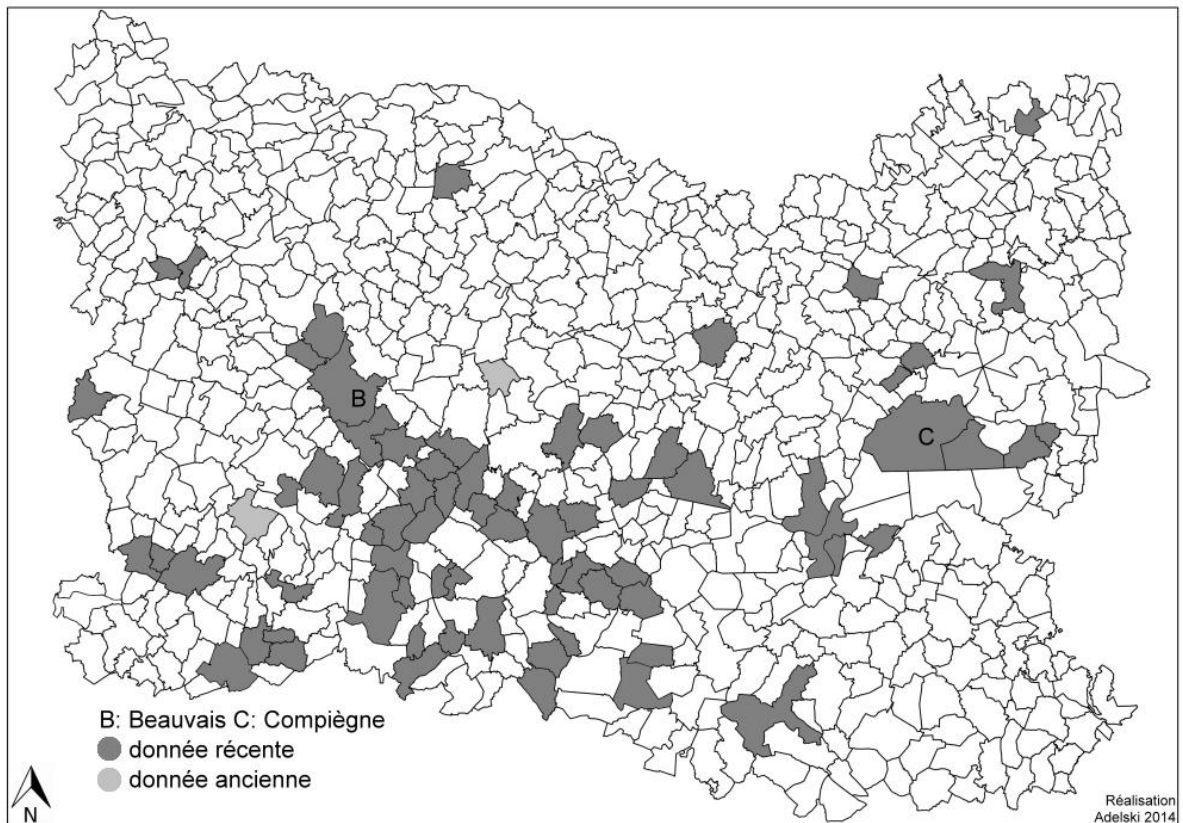 B
C
B: Beauvais C: Compiègne
donnée récente
donnée ancienne
N
Réalisation
Adelski 2014